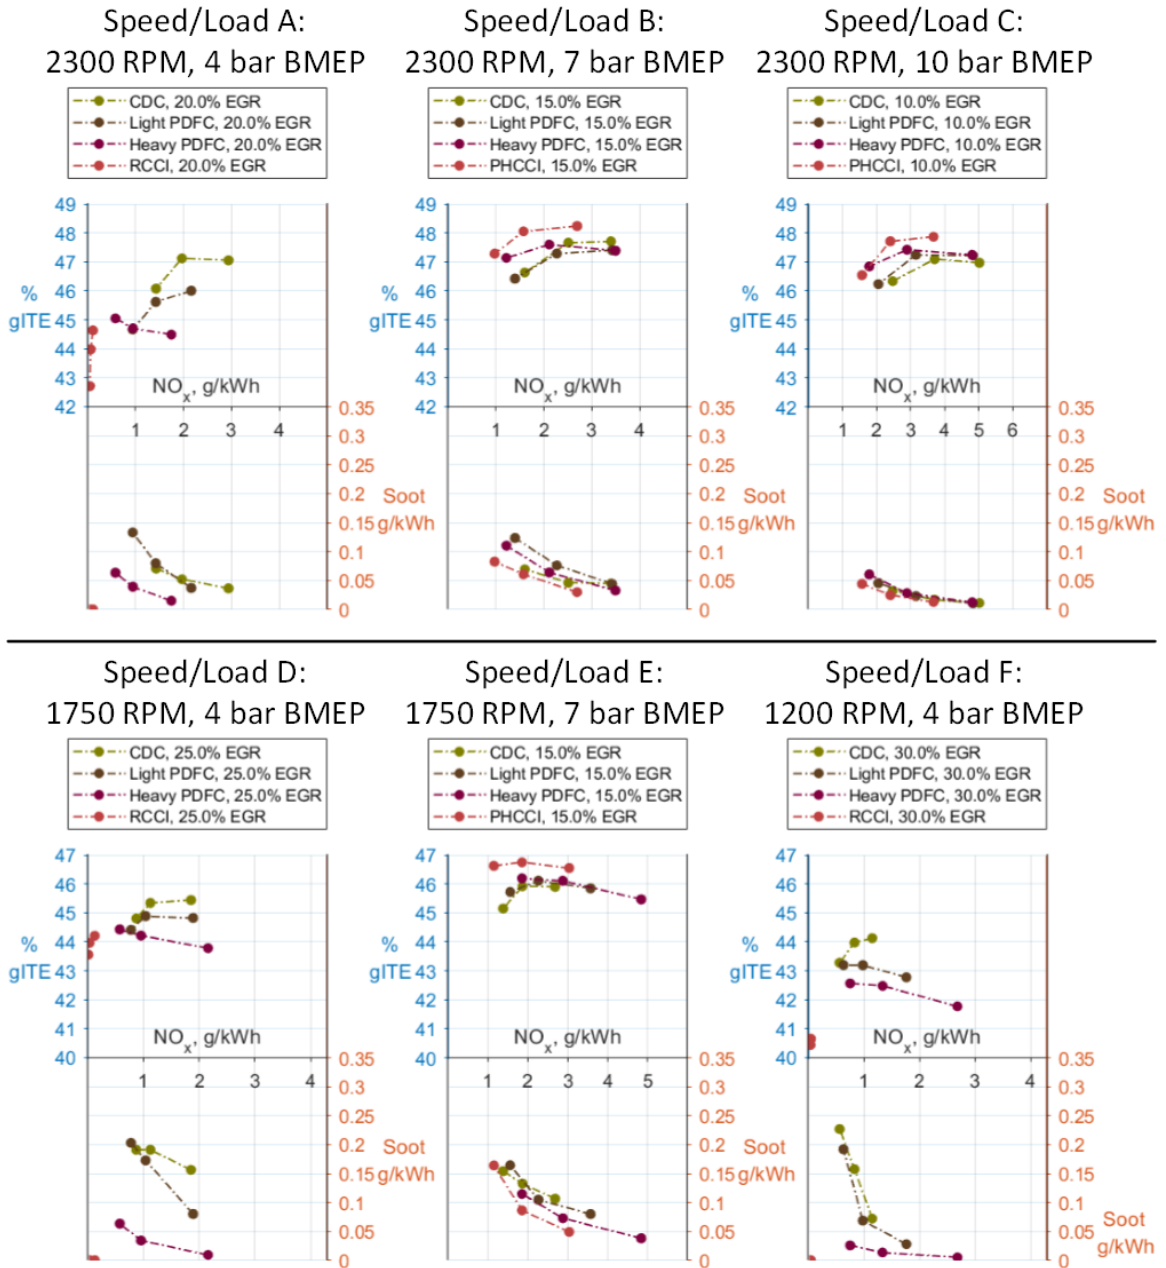 Speed/Load A:
2300 RPM, 4 bar BMEP
CDC, 20.0% EGR
Light PDFC, 20.0% EGR
Heavy PDFC, 20.0% EGR
RCCI, 20.0% EGR
49
48
47
46
45
44
43
42
%
gITE
NOx, g/kWh
1 2 3 4
0.35
0.3
0.25
0.2
0.15
0.1
0.05
0
Soot
g/kWh
Speed/Load B:
2300 RPM, 7 bar BMEP
CDC, 15.0% EGR
Light PDFC, 15.0% EGR
Heavy PDFC, 15.0% EGR
PHCCI, 15.0% EGR
49
48
47
46
45
44
43
42
%
gITE
NOx, g/kWh
1 2 3 4
0.35
0.3
0.25
0.2
0.15
0.1
0.05
0
Soot
g/kWh
Speed/Load C:
2300 RPM, 10 bar BMEP
CDC, 10.0% EGR
Light PDFC, 10.0% EGR
Heavy PDFC, 10.0% EGR
PHCCI, 10.0% EGR
49
48
47
46
45
44
43
42
%
gITE
NOx, g/kWh
1 2 3 4 5 6
0.35
0.3
0.25
0.2
0.15
0.1
0.05
0
Soot
g/kWh
Speed/Load D:
1750 RPM, 4 bar BMEP
CDC, 25.0% EGR
Light PDFC, 25.0% EGR
Heavy PDFC, 25.0% EGR
RCCI, 25.0% EGR
47
46
45
44
43
42
41
40
%
gITE
NOx, g/kWh
1 2 3 4
0.35
0.3
0.25
0.2
0.15
0.1
0.05
0
Soot
g/kWh
Speed/Load E:
1750 RPM, 7 bar BMEP
CDC, 15.0% EGR
Light PDFC, 15.0% EGR
Heavy PDFC, 15.0% EGR
PHCCI, 15.0% EGR
47
46
45
44
43
42
41
40
%
gITE
NOx, g/kWh
1 2 3 4 5
0.35
0.3
0.25
0.2
0.15
0.1
0.05
0
Soot
g/kWh
Speed/Load F:
1200 RPM, 4 bar BMEP
CDC, 30.0% EGR
Light PDFC, 30.0% EGR
Heavy PDFC, 30.0% EGR
RCCI, 30.0% EGR
47
46
45
44
43
42
41
40
%
gITE
NOx, g/kWh
1 2 3 4
0.35
0.3
0.25
0.2
0.15
0.1
0.05
0
Soot
g/kWh